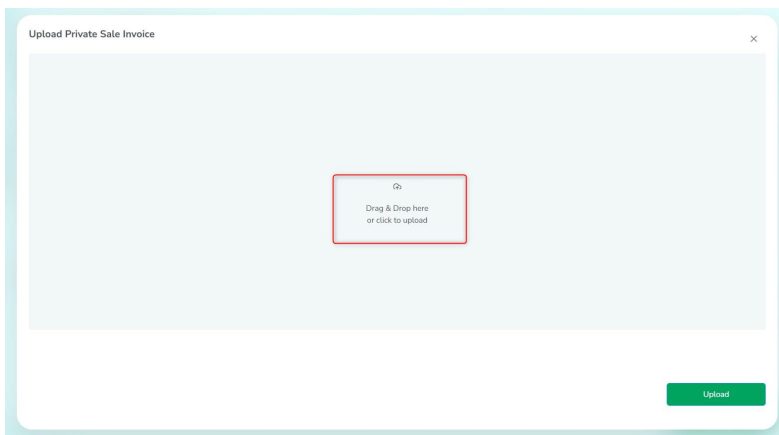 Upload Private Sale Invoice
Drag & Drop here
or click to upload
Upload